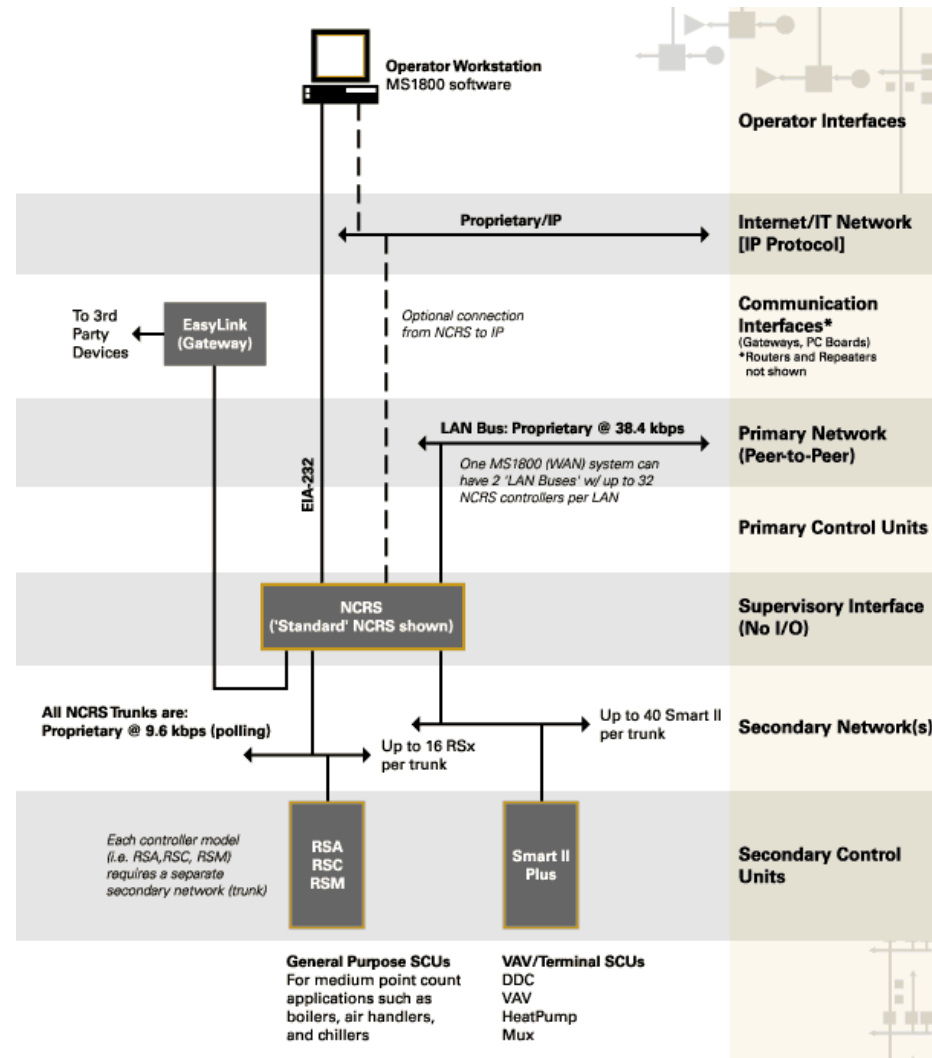 Operator Workstation
MS1800 software
Operator Interfaces
Proprietary/IP
Internet/IT Network
[IP Protocol]
To 3rd
Party
Devices
EasyLink
(Gateway)
Optional connection
from NCRS to IP
Communication
Interfaces*
(Gateways, PC Boards)
*Routers and Repeaters
not shown
LAN Bus: Proprietary @ 38.4 kbps
Primary Network
(Peer-to-Peer)
One MS1800 (WAN) system can
have 2 'LAN Buses' w/ up to 32
NCRS controllers per LAN
EIA-232
Primary Control Units
NCRS
('Standard' NCRS shown)
Supervisory Interface
(No I/O)
All NCRS Trunks are:
Proprietary @ 9.6 kbps (polling)
Up to 16 RSx
per trunk
Up to 40 Smart II
per trunk
Secondary Network(s)
Each controller model
(i.e. RSA,RSC, RSM)
requires a separate
secondary network (trunk)
RSA
RSC
RSM
Smart II
Plus
Secondary Control
Units
General Purpose SCUs
For medium point count
applications such as
boilers, air handlers,
and chillers
VAV/Terminal SCUs
DDC
VAV
HeatPump
Mux